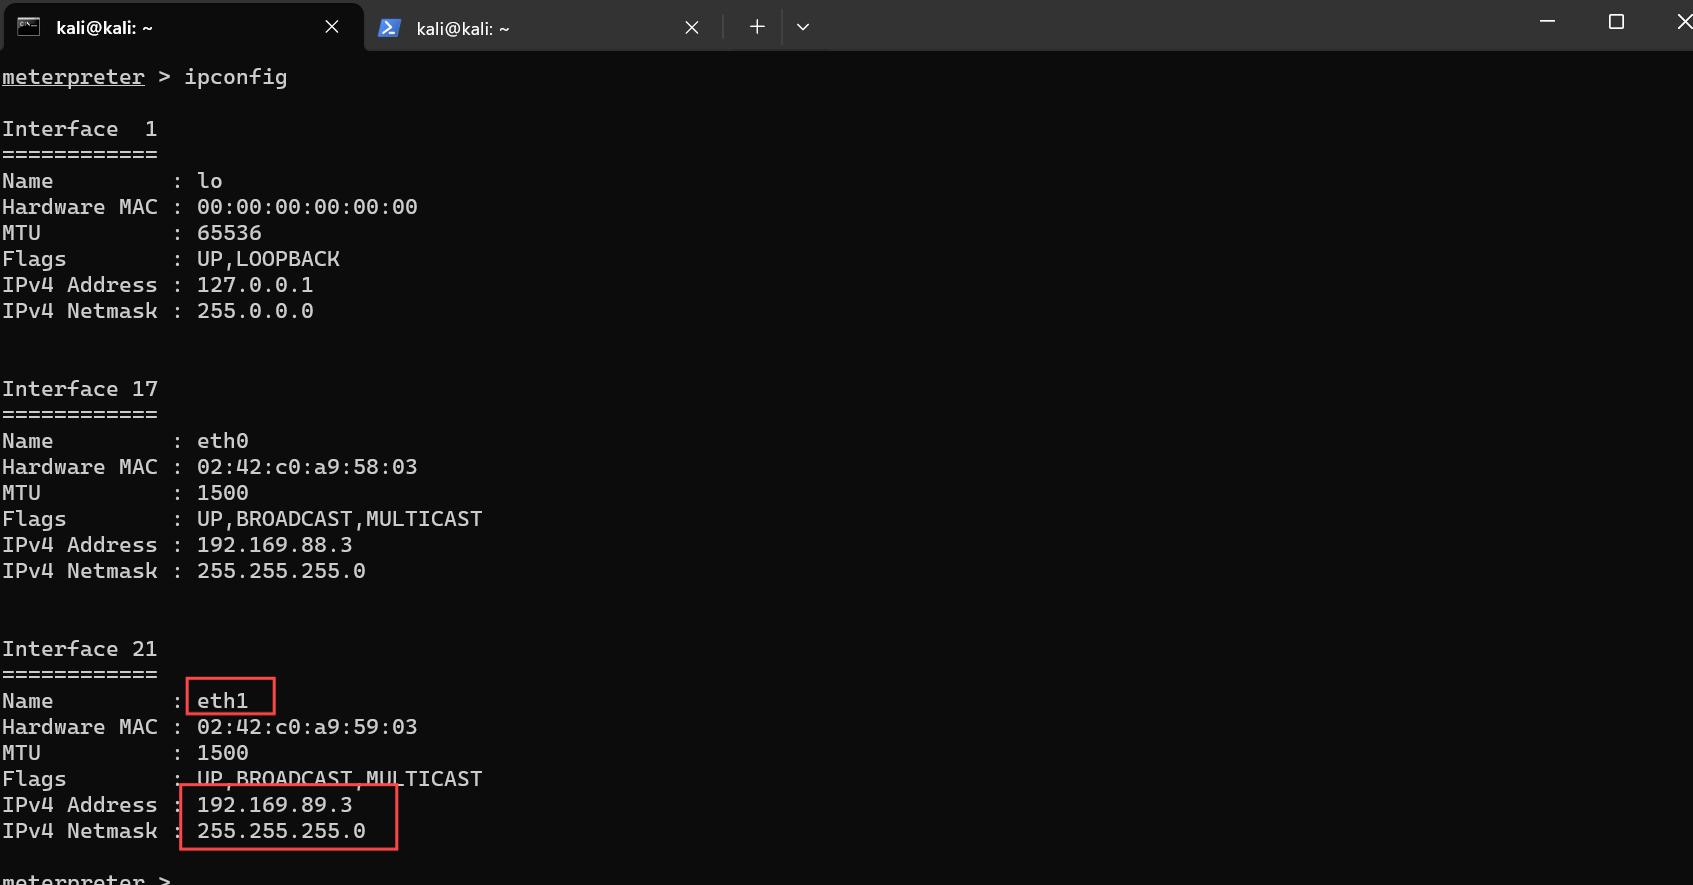 kali@kali: ~
kali@kali: ~
meterpreter > ipconfig
Interface  1
============
Name         : lo
Hardware MAC : 00:00:00:00:00:00
MTU          : 65536
Flags        : UP,LOOPBACK
IPv4 Address : 127.0.0.1
IPv4 Netmask : 255.0.0.0
Interface 17
============
Name         : eth0
Hardware MAC : 02:42:c0:a9:58:03
MTU          : 1500
Flags        : UP,BROADCAST,MULTICAST
IPv4 Address : 192.169.88.3
IPv4 Netmask : 255.255.255.0
Interface 21
============
Name         : eth1
Hardware MAC : 02:42:c0:a9:59:03
MTU          : 1500
Flags        : UP,BROADCAST,MULTICAST
IPv4 Address : 192.169.89.3
IPv4 Netmask : 255.255.255.0
meterpreter >